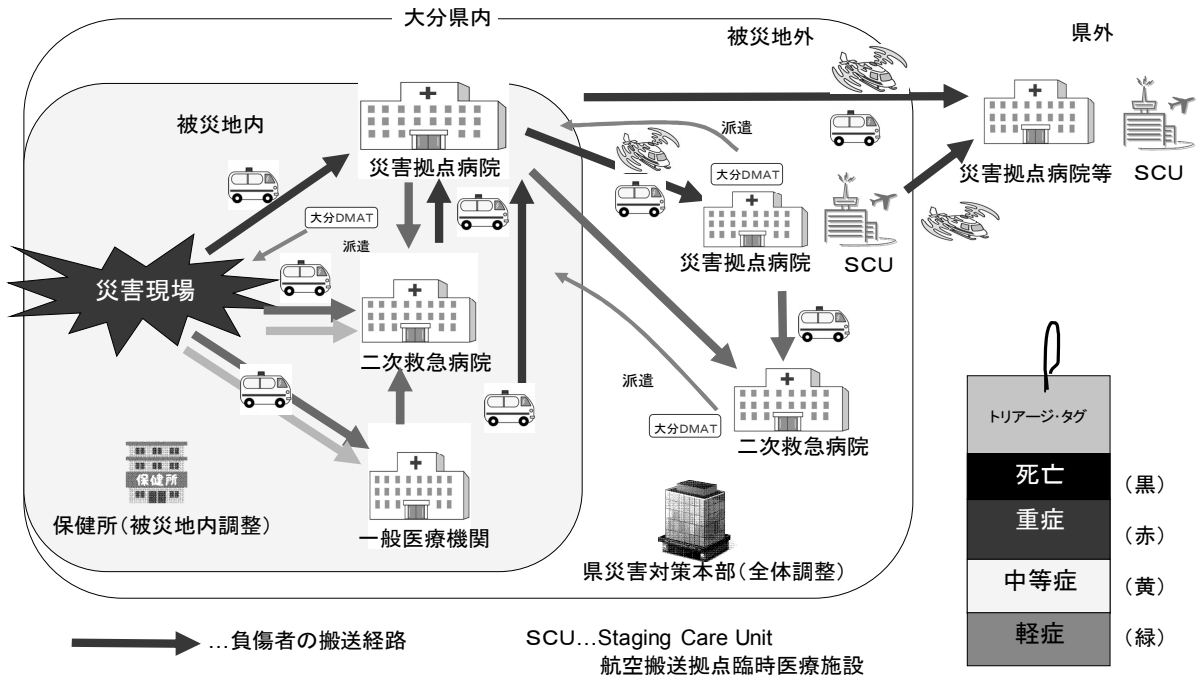 大分県内
被災地外
県外
被災地内
災害拠点病院
派遣
大分DMAT
災害拠点病院等
SCU
大分DMAT
派遣
災害現場
災害拠点病院
SCU
二次救急病院
派遣
大分DMAT
二次救急病院
保健所
保健所(被災地内調整)
一般医療機関
県災害対策本部(全体調整)
トリアージ・タグ
死亡
(黒)
重症
(赤)
中等症
(黄)
軽症
(緑)
…負傷者の搬送経路
SCU…Staging Care Unit
航空搬送拠点臨時医療施設